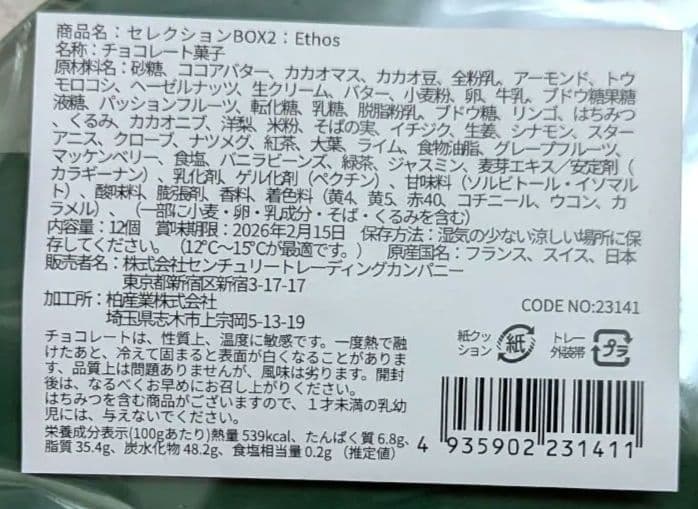 商品名：セレクションBOX2：Ethos
名称：チョコレート菓子
原材料名：砂糖、ココアバター、カカオマス、カカオ豆、全粉乳、アーモンド、トウ
モロコシ、ヘーゼルナッツ、生クリーム、バター、小麦粉、卵、牛乳、ブドウ糖果糖
液糖、パッションフルーツ、転化糖、乳糖、脱脂粉乳、ブドウ糖、リンゴ、はちみつ
、くるみ、カカオニブ、洋梨、米粉、そばの実、イチジク、生姜、シナモン、スター
アニス、クローブ、ナツメグ、紅茶、大葉、ライム、食物油脂、グレープフルーツ、
マッケンベリー、食塩、バニラビーンズ、緑茶、ジャスミン、麦芽エキス／安定剤（
カラギーナン）、乳化剤、ゲル化剤（ペクチン）、甘味料（ソルビトール・イソマル
ト）、酸味料、膨張剤、香料、着色料（黄4、黄5、赤40、コチニール、ウコン、カ
ラメル）、（一部に小麦・卵・乳成分・そば・くるみを含む）
内容量：12個 賞味期限：2026年2月15日 保存方法：湿気の少ない涼しい場所に保
存してください。（12℃～15℃が最適です。） 原産国名：フランス、スイス、日本
販売者名：株式会社センチュリートレーディングカンパニー
東京都新宿区新宿3-17-17
加工所：柏産業株式会社
埼玉県志木市上宗岡5-13-19
CODE NO:23141
チョコレートは、性質上、温度に敏感です。一度熱で融
けたあと、冷えて固まると表面が白くなることがありま
す、品質上は問題ありませんが、風味は劣ります。開封
後は、なるべくお早めにお召し上がりください。
はちみつを含む商品がございますので、１才未満の乳幼
児には、与えないでください。
栄養成分表示(100gあたり)熱量 539kcal、たんぱく質 6.8g、
脂質 35.4g、炭水化物 48.2g、食塩相当量 0.2g （推定値）
紙クッ
ション
紙
トレー
外装帯
プラ
4 935902 231411